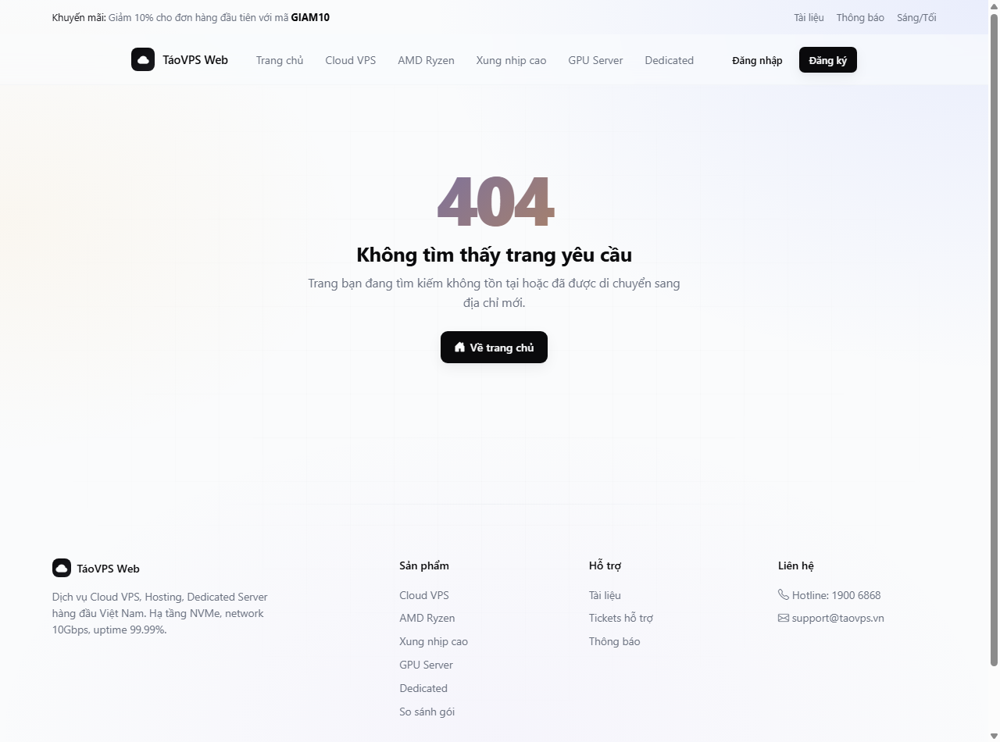 Khuyến mãi: Giảm 10% cho đơn hàng đầu tiên với mã GIAM10
Tài liệu
Thông báo
Sáng/Tối
TáoVPS Web
Trang chủ
Cloud VPS
AMD Ryzen
Xung nhịp cao
GPU Server
Dedicated
Đăng nhập
Đăng ký
404
Không tìm thấy trang yêu cầu
Trang bạn đang tìm kiếm không tồn tại hoặc đã được di chuyển sang
địa chỉ mới.
Về trang chủ
TáoVPS Web
Dịch vụ Cloud VPS, Hosting, Dedicated Server
hàng đầu Việt Nam. Hạ tầng NVMe, network
10Gbps, uptime 99.99%.
Sản phẩm
Cloud VPS
AMD Ryzen
Xung nhịp cao
GPU Server
Dedicated
So sánh gói
Hỗ trợ
Tài liệu
Tickets hỗ trợ
Thông báo
Liên hệ
Hotline: 1900 6868
support@taovps.vn